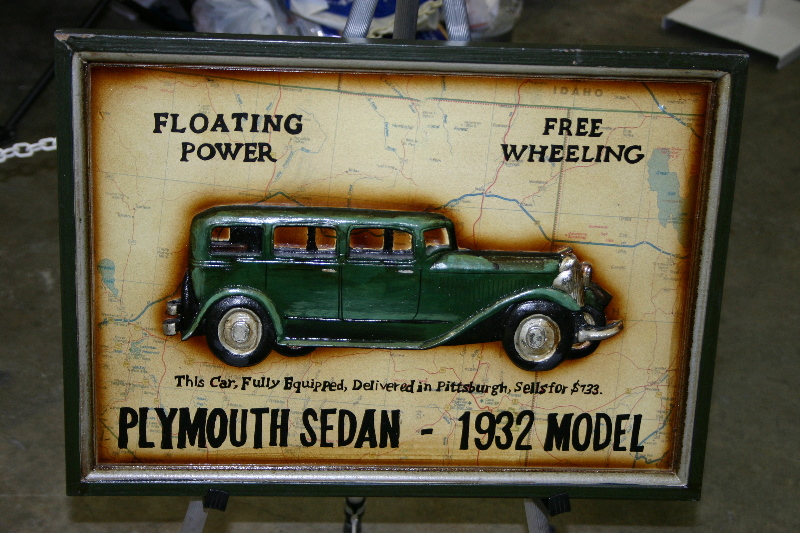 IDAHO
FLOATING
POWER
FREE
WHEELING
This Car, Fully Equipped, Delivered in Pittsburgh, Sells for $733.
PLYMOUTH SEDAN - 1932 MODEL